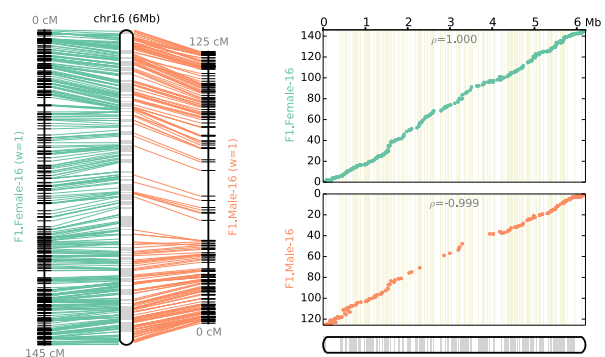 chr16 (6Mb)
0 cM
125 cM
F1.Female-16 (w=1)
F1.Male-16 (w=1)
145 cM
0 cM
0 1 2 3 4 5 6 Mb
ρ=1.000
F1.Female-16
140
120
100
80
60
40
20
0
ρ=-0.999
F1.Male-16
0
20
40
60
80
100
120